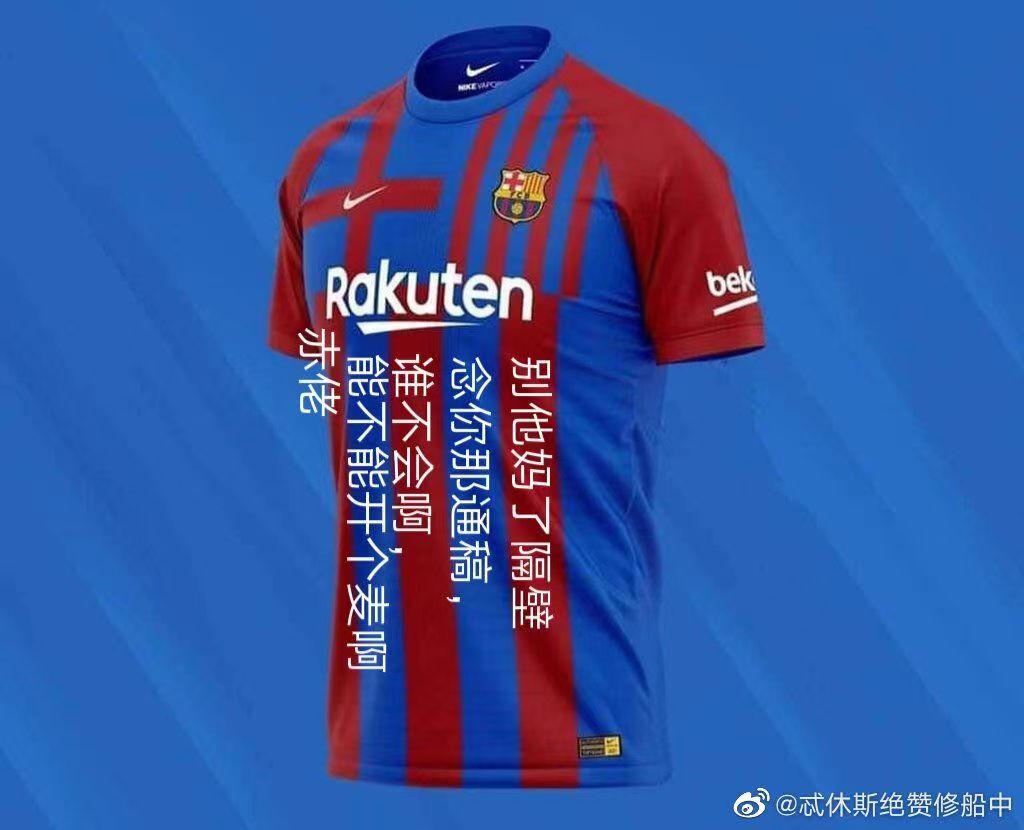 NIKE VAPOR
Rakuten
beko
别他妈了隔壁
念你那通稿，
谁不会啊，
能不能开个麦啊
赤佬
@忒休斯绝赞修船中